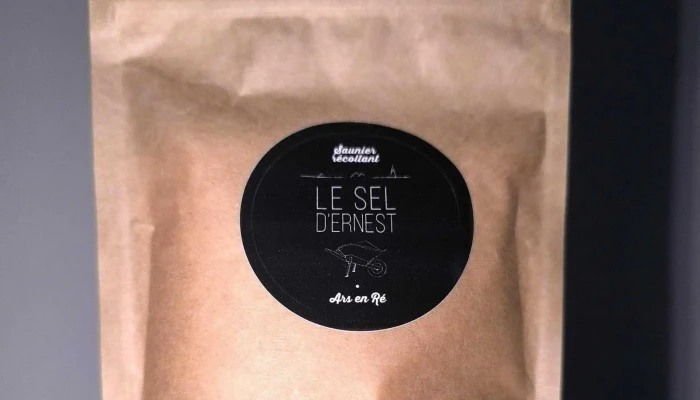 Saunier
récoltant
LE SEL
D'ERNEST
Ars en Ré